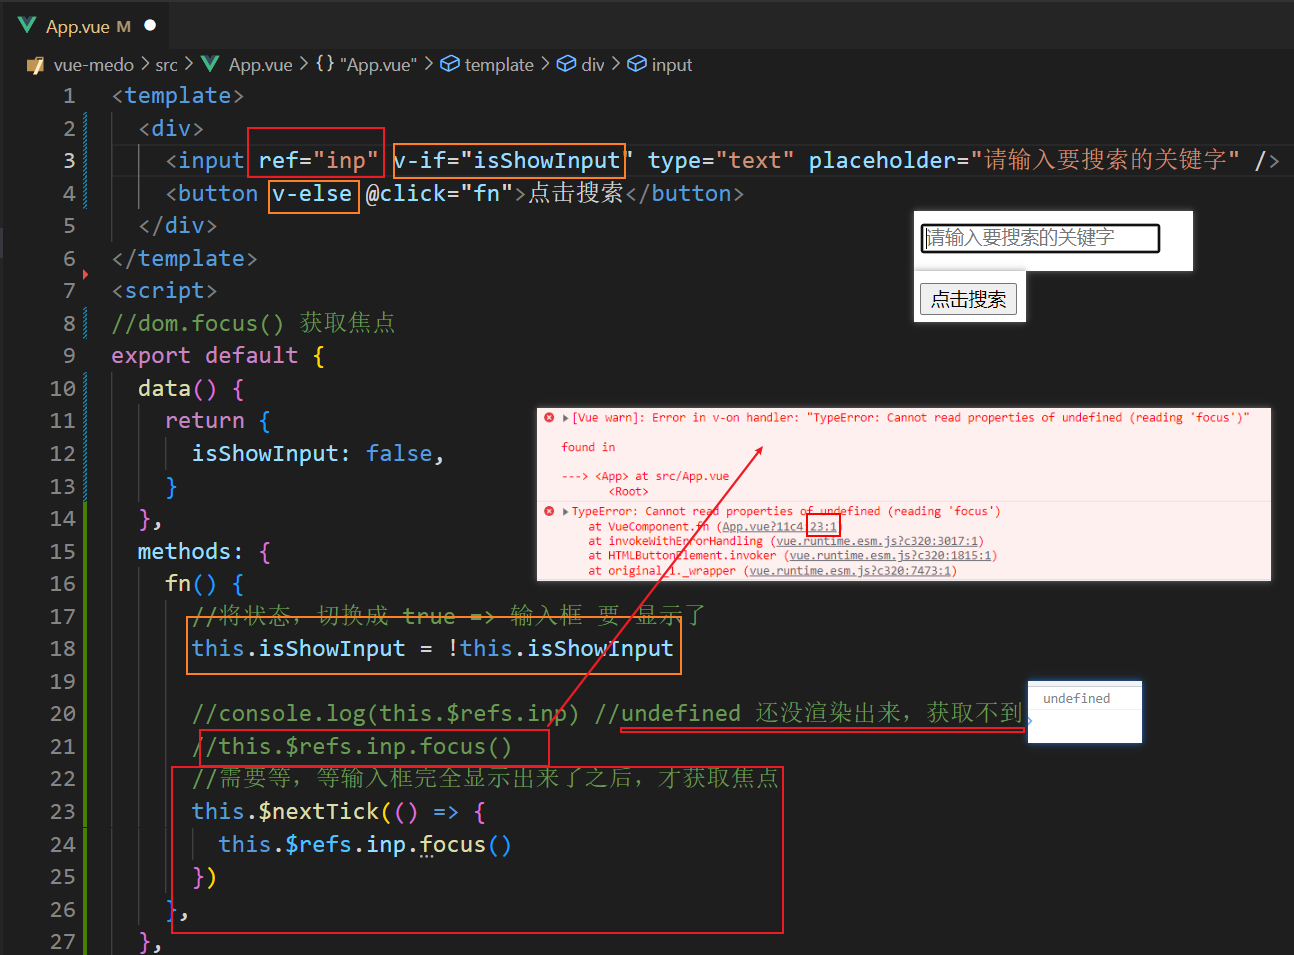 App.vue M
vue-medo > src > App.vue > {} "App.vue" > template > div > input
1 <template>
2 <div>
3 <input ref="inp" v-if="isShowInput" type="text" placeholder="请输入要搜索的关键字" />
4 <button v-else @click="fn">点击搜索</button>
5 </div>
6 </template>
7 <script>
8 //dom.focus() 获取焦点
9 export default {
10 data() {
11 return {
12 isShowInput: false,
13 }
14 },
15 methods: {
16 fn() {
17 //将状态，切换成 true => 输入框 要 显示了
18 this.isShowInput = !this.isShowInput
19
20 //console.log(this.$refs.inp) //undefined 还没渲染出来，获取不到
21 //this.$refs.inp.focus()
22 //需要等，等输入框完全显示出来了之后，才获取焦点
23 this.$nextTick(() => {
24 this.$refs.inp.focus()
25 })
26 },
27 },
请输入要搜索的关键字
点击搜索
[Vue warn]: Error in v-on handler: "TypeError: Cannot read properties of undefined (reading 'focus')"
found in
---> <App> at src/App.vue
<Root>
TypeError: Cannot read properties of undefined (reading 'focus')
at VueComponent.fn (App.vue?11c4:23:1)
at invokeWithErrorHandling (vue.runtime.esm.js?c320:3017:1)
at HTMLButtonElement.invoker (vue.runtime.esm.js?c320:1815:1)
at original_1._wrapper (vue.runtime.esm.js?c320:7473:1)
undefined